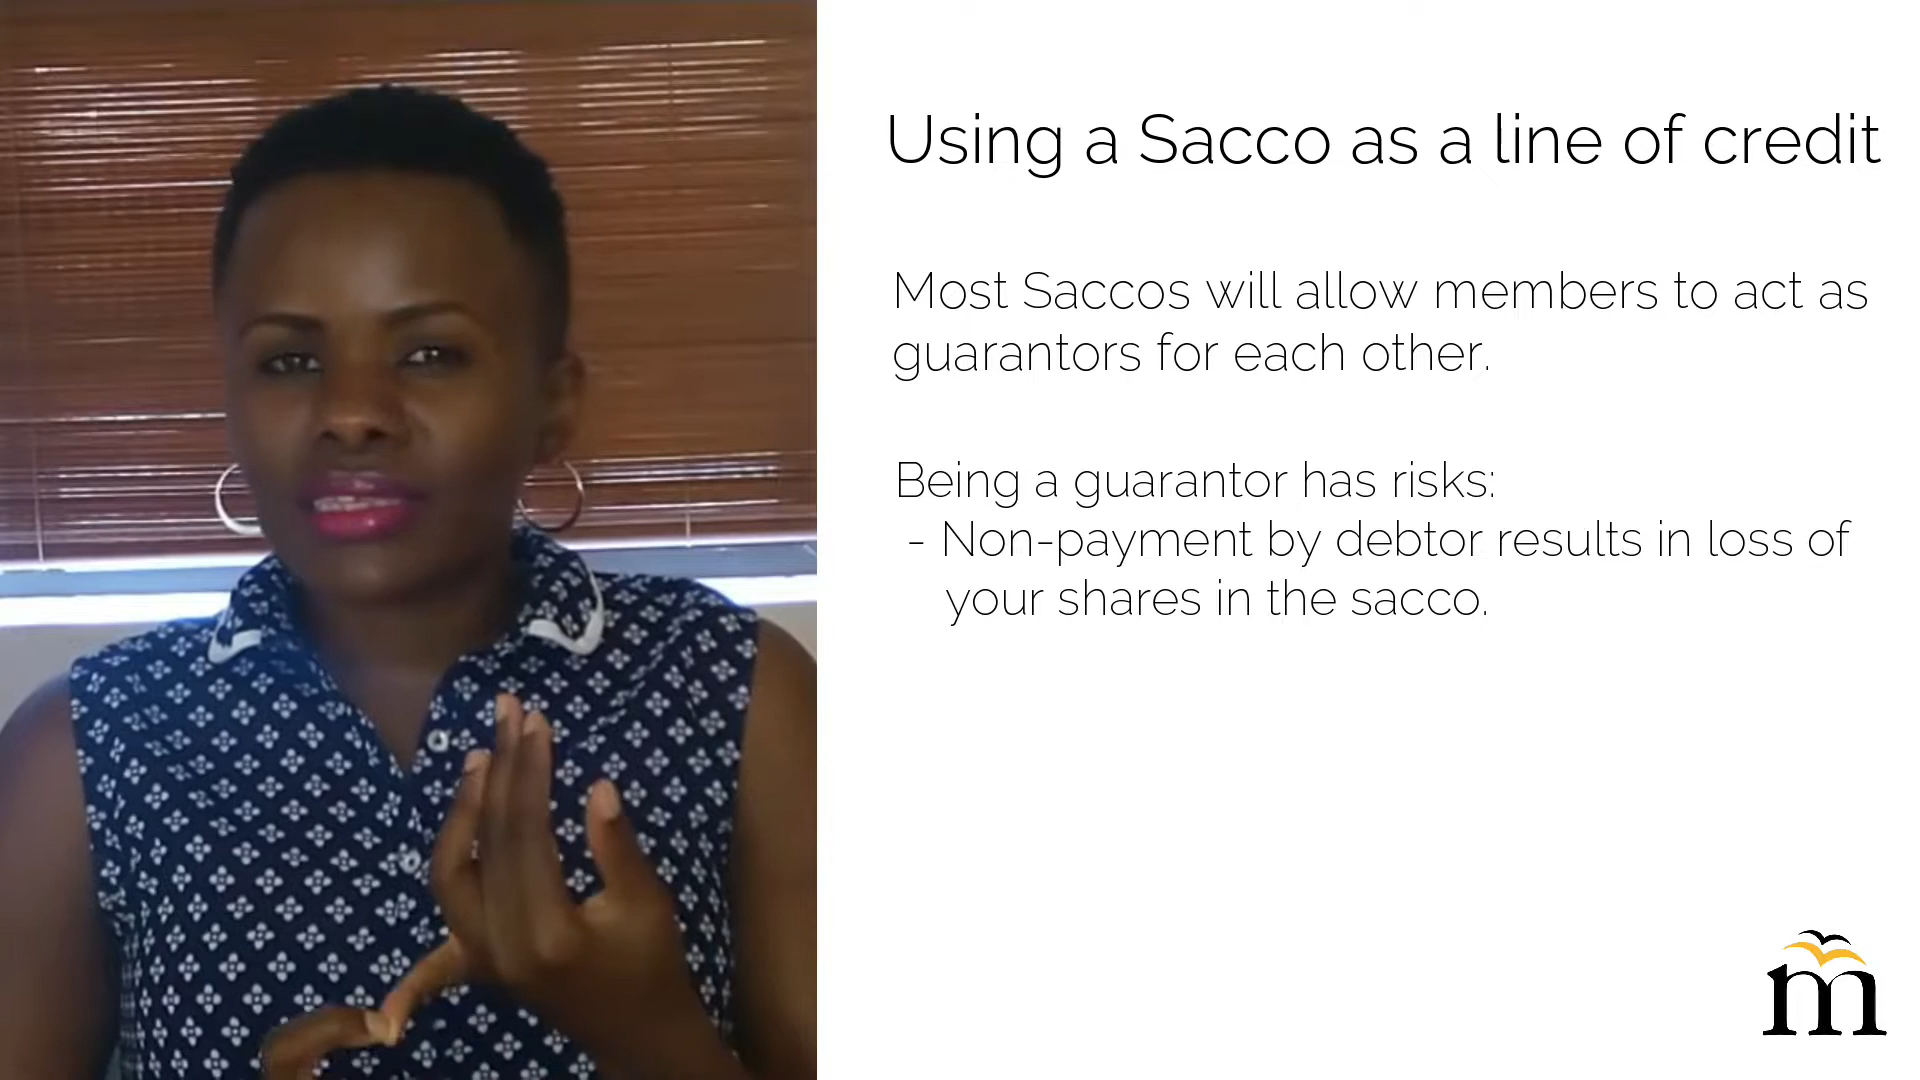 Using a Sacco as a line of credit
Most Saccos will allow members to act as
guarantors for each other.
Being a guarantor has risks:
- Non-payment by debtor results in loss of
your shares in the sacco.
m